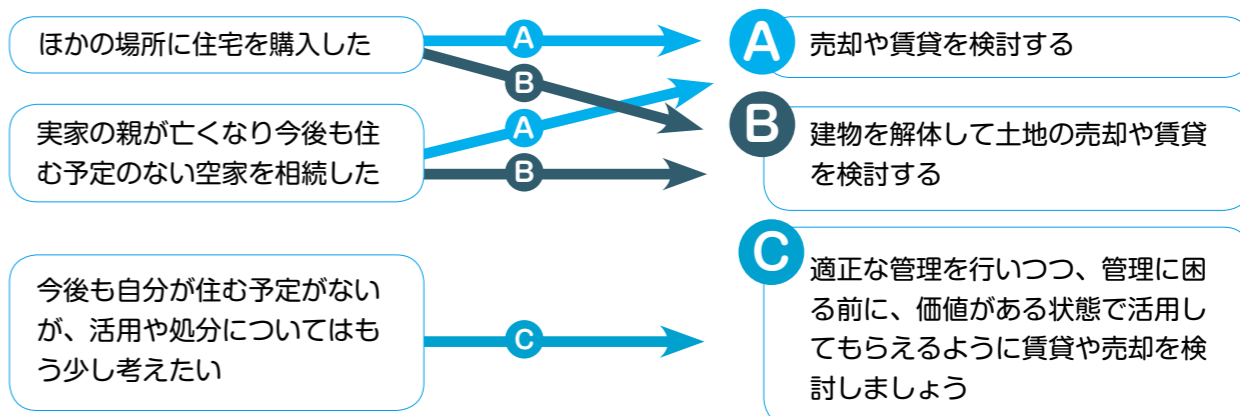 ほかの場所に住宅を購入した
A
A
売却や賃貸を検討する
B
実家の親が亡くなり今後も住
む予定のない空家を相続した
A
B
B
建物を解体して土地の売却や賃貸
を検討する
今後も自分が住む予定がない
が、活用や処分についてはも
う少し考えたい
C
C
適正な管理を行いつつ、管理に困
る前に、価値がある状態で活用し
てもらえるように賃貸や売却を検
討しましょう